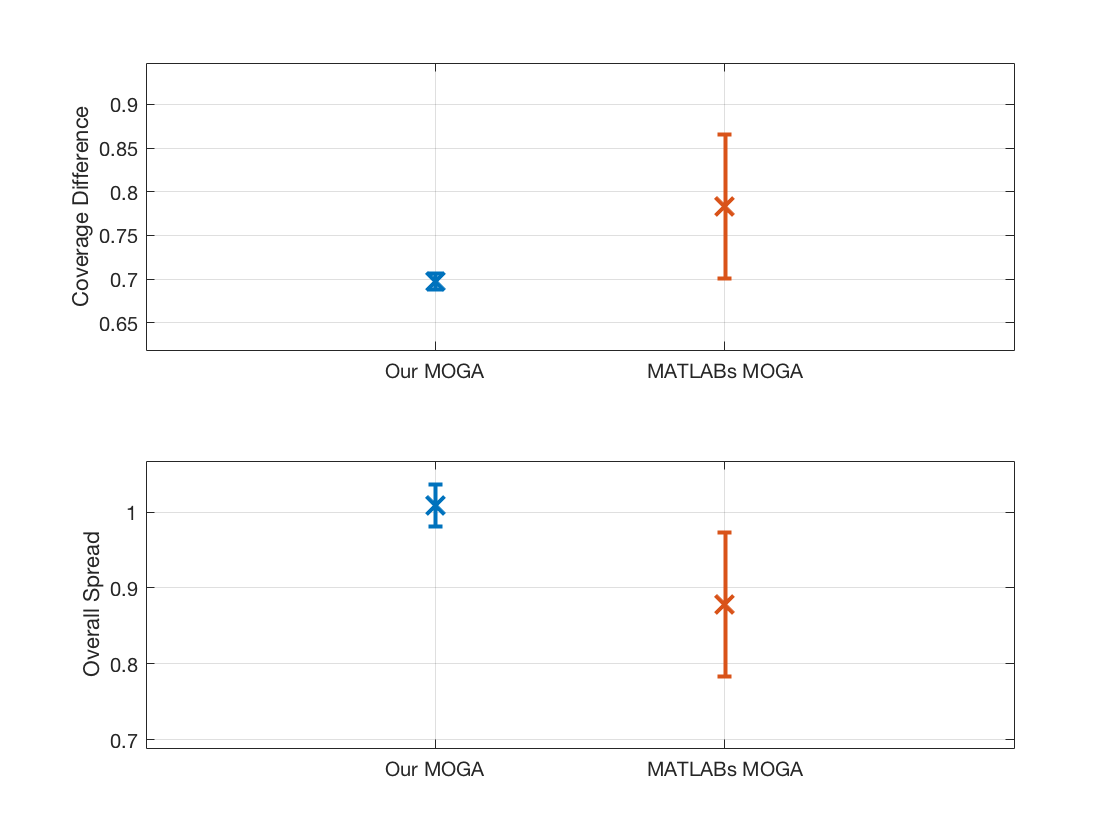 Coverage Difference
0.9
0.85
0.8
0.75
0.7
0.65
Our MOGA
MATLABs MOGA
Overall Spread
1
0.9
0.8
0.7
Our MOGA
MATLABs MOGA